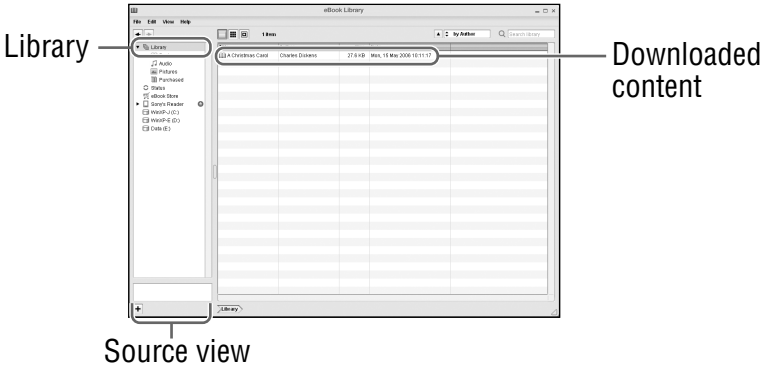 eBook Library
File Edit View Help
1 Item
by Author
Search library
Library
Library
Audio
Pictures
Purchased
Status
eBook Store
Sony's Reader
WinXP-J (C:)
WinXP-E (D:)
Data (E:)
A Christmas Carol Charles Dickens 27.6 KB Mon, 15 May 2006 10:11:17
Downloaded
content
Library
Source view